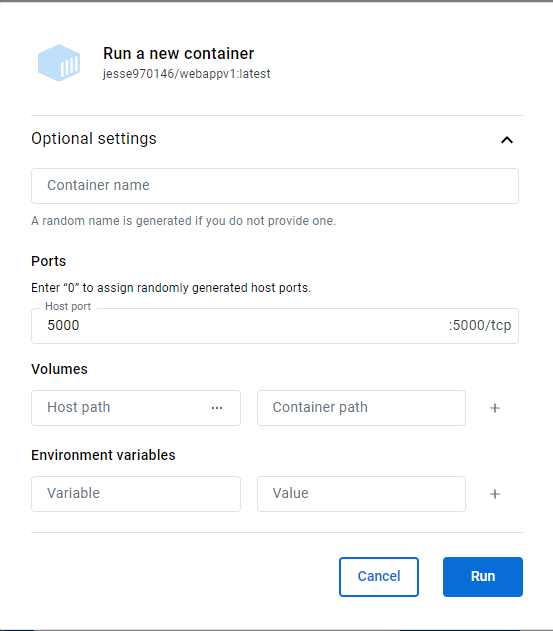 Run a new container
jesse970146/webappv1:latest
Optional settings
Container name
A random name is generated if you do not provide one.
Ports
Enter “0” to assign randomly generated host ports.
Host port
5000 :5000/tcp
Volumes
Host path ··· Container path +
Environment variables
Variable Value +
Cancel Run